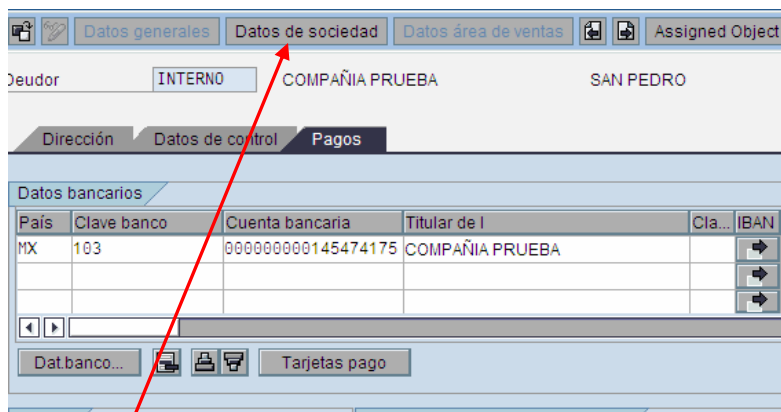 Datos generales Datos de sociedad Datos área de ventas Assigned Object
Deudor INTERNO COMPAÑIA PRUEBA SAN PEDRO
Dirección Datos de control Pagos
Datos bancarios
País Clave banco Cuenta bancaria Titular de l Cla... IBAN
MX 103 000000000145474175 COMPAÑIA PRUEBA
Dat.banco... Tarjetas pago